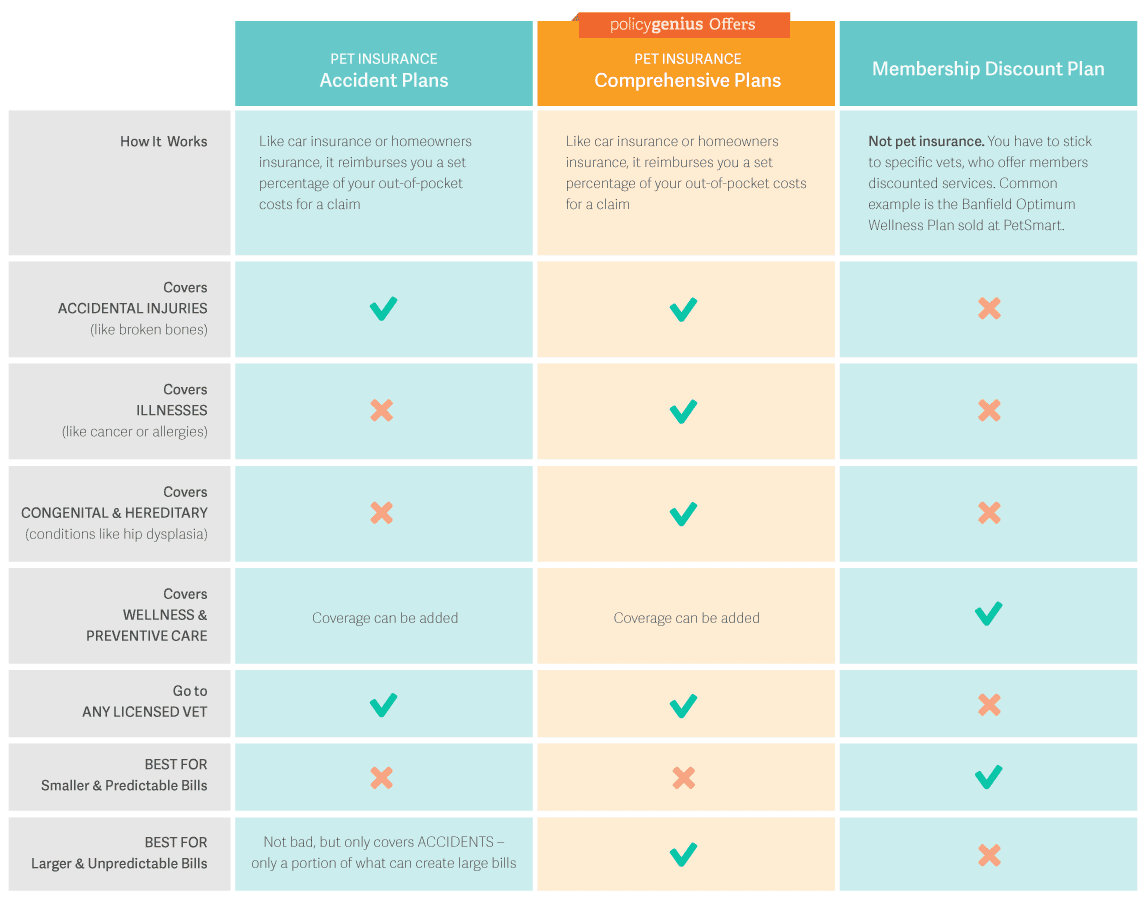 policygenius Offers
PET INSURANCE
Accident Plans
PET INSURANCE
Comprehensive Plans
Membership Discount Plan
How It Works
Like car insurance or homeowners
insurance, it reimburses you a set
percentage of your out-of-pocket
costs for a claim
Like car insurance or homeowners
insurance, it reimburses you a set
percentage of your out-of-pocket costs
for a claim
Not pet insurance. You have to stick
to specific vets, who offer members
discounted services. Common
example is the Banfield Optimum
Wellness Plan sold at PetSmart.
Covers
ACCIDENTAL INJURIES
(like broken bones)
Covers
ILLNESSES
(like cancer or allergies)
Covers
CONGENITAL & HEREDITARY
(conditions like hip dysplasia)
Covers
WELLNESS &
PREVENTIVE CARE
Coverage can be added
Coverage can be added
Go to
ANY LICENSED VET
BEST FOR
Smaller & Predictable Bills
BEST FOR
Larger & Unpredictable Bills
Not bad, but only covers ACCIDENTS –
only a portion of what can create large bills